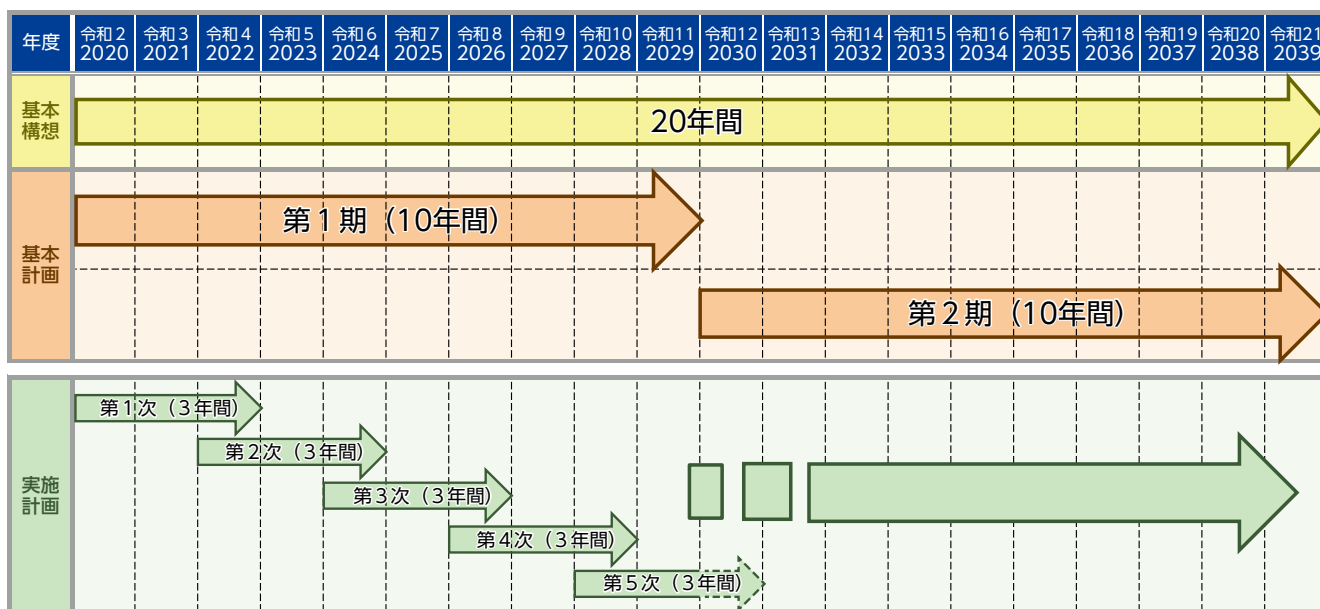 年度 令和2 令和3 令和4 令和5 令和6 令和7 令和8 令和9 令和10 令和11 令和12 令和13 令和14 令和15 令和16 令和17 令和18 令和19 令和20 令和21
2020 2021 2022 2023 2024 2025 2026 2027 2028 2029 2030 2031 2032 2033 2034 2035 2036 2037 2038 2039
基本
構想
20年間
基本
計画
第1期（10年間）
第2期（10年間）
実施
計画
第1次（3年間）
第2次（3年間）
第3次（3年間）
第4次（3年間）
第5次（3年間）